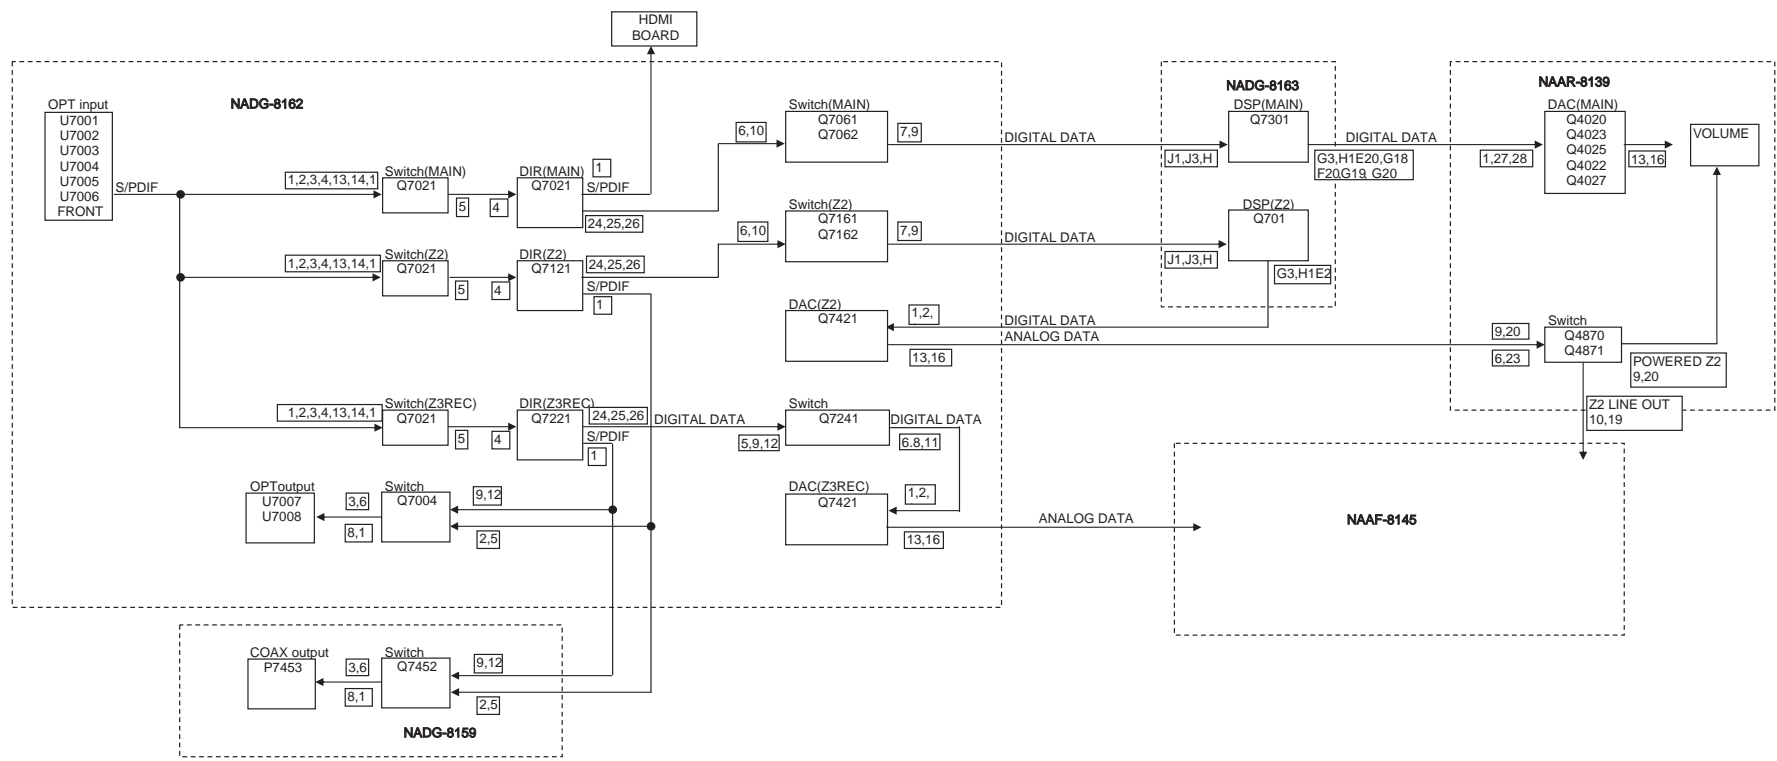 HDMI
BOARD
NADG-8162
OPT input
U7001
U7002
U7003
U7004
U7005
U7006
FRONT
S/PDIF
1,2,3,4,13,14,1
Switch(MAIN)
Q7021
5
4
DIR(MAIN)
Q7021
1
S/PDIF
24,25,26
6,10
Switch(MAIN)
Q7061
Q7062
7,9
DIGITAL DATA
NADG-8163
J1,J3,H
DSP(MAIN)
Q7301
DIGITAL DATA
G3,H1E20,G18
F20,G19, G20
NAAR-8139
1,27,28
DAC(MAIN)
Q4020
Q4023
Q4025
Q4022
Q4027
13,16
VOLUME
1,2,3,4,13,14,1
Switch(Z2)
Q7021
5
4
DIR(Z2)
Q7121
24,25,26
S/PDIF
1
6,10
Switch(Z2)
Q7161
Q7162
7,9
DIGITAL DATA
J1,J3,H
DSP(Z2)
Q701
G3,H1E2
DAC(Z2)
Q7421
1,2,
DIGITAL DATA
ANALOG DATA
13,16
9,20
6,23
Switch
Q4870
Q4871
POWERED Z2
9,20
Z2 LINE OUT
10,19
1,2,3,4,13,14,1
Switch(Z3REC)
Q7021
5
4
DIR(Z3REC)
Q7221
24,25,26
S/PDIF
1
DIGITAL DATA
5,9,12
Switch
Q7241
DIGITAL DATA
6.8,11
OPToutput
U7007
U7008
3,6
8,1
Switch
Q7004
9,12
2,5
DAC(Z3REC)
Q7421
1,2,
13,16
ANALOG DATA
NAAF-8145
COAX output
P7453
3,6
8,1
Switch
Q7452
9,12
2,5
NADG-8159